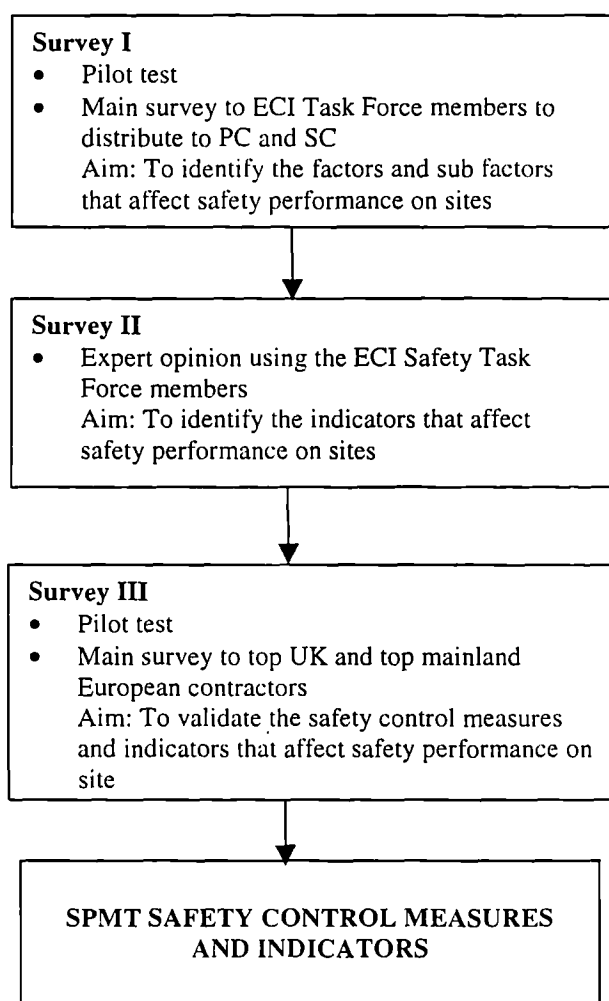 Survey I
• Pilot test
• Main survey to ECI Task Force members to
distribute to PC and SC
Aim: To identify the factors and sub factors
that affect safety performance on sites
Survey II
• Expert opinion using the ECI Safety Task
Force members
Aim: To identify the indicators that affect
safety performance on sites
Survey III
• Pilot test
• Main survey to top UK and top mainland
European contractors
Aim: To validate the safety control measures
and indicators that affect safety performance on
site
SPMT SAFETY CONTROL MEASURES
AND INDICATORS